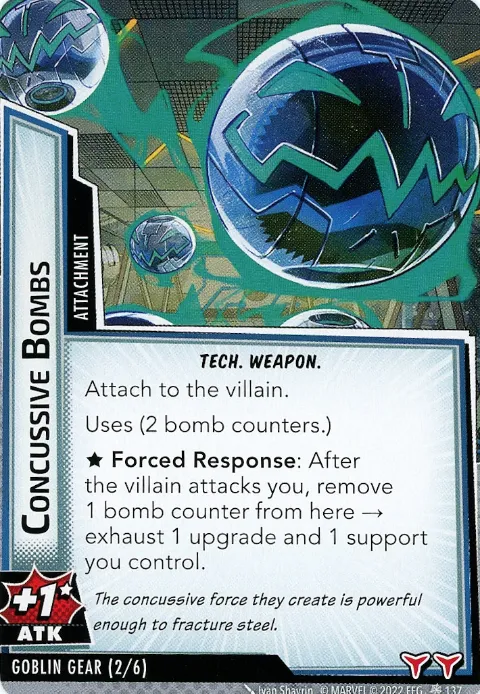 CONCUSSIVE BOMBS
ATTACHMENT
TECH. WEAPON.
Attach to the villain.
Uses (2 bomb counters.)
★ Forced Response: After
the villain attacks you, remove
1 bomb counter from here →
exhaust 1 upgrade and 1 support
you control.
The concussive force they create is powerful
enough to fracture steel.
+1★
ATK
GOBLIN GEAR (2/6)
Ivan Shavrin © MARVEL © 2022 FFG 137